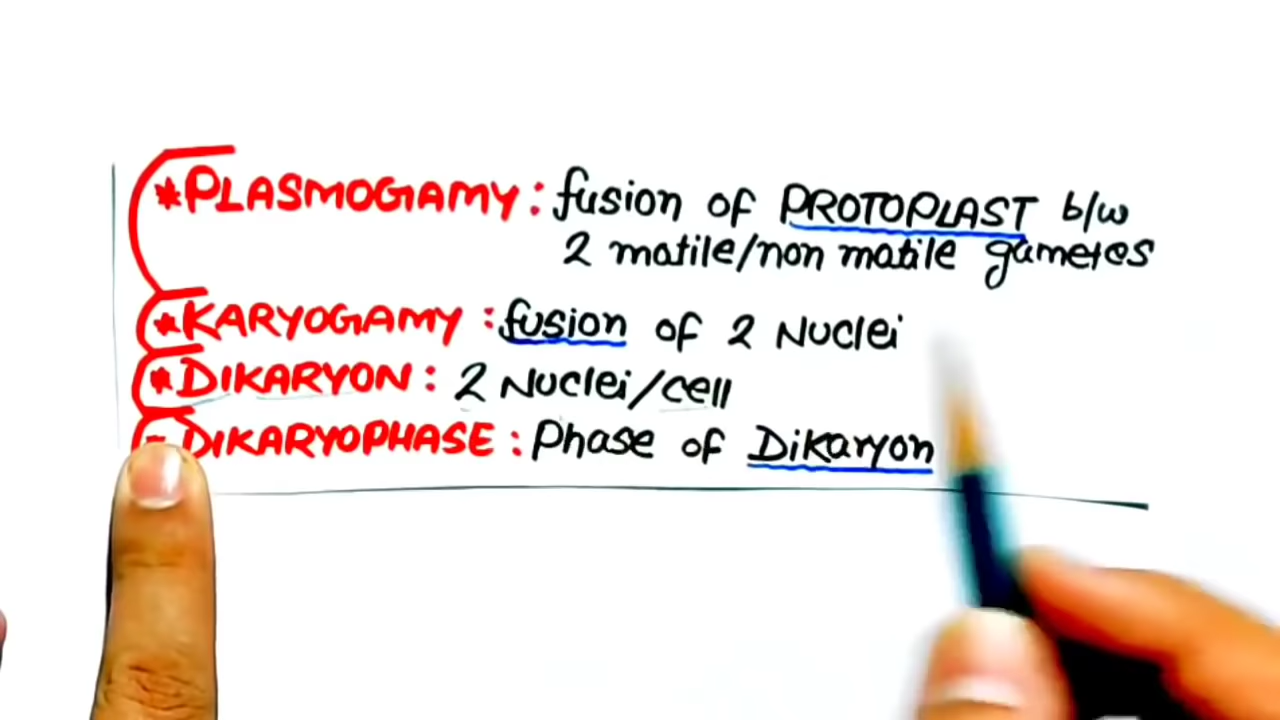 *PLASMOGAMY: fusion of PROTOPLAST b/w
2 motile/non motile gametes
*KARYOGAMY: fusion of 2 Nuclei
*DIKARYON: 2 Nuclei/cell
*DIKARYOPHASE: Phase of Dikaryon